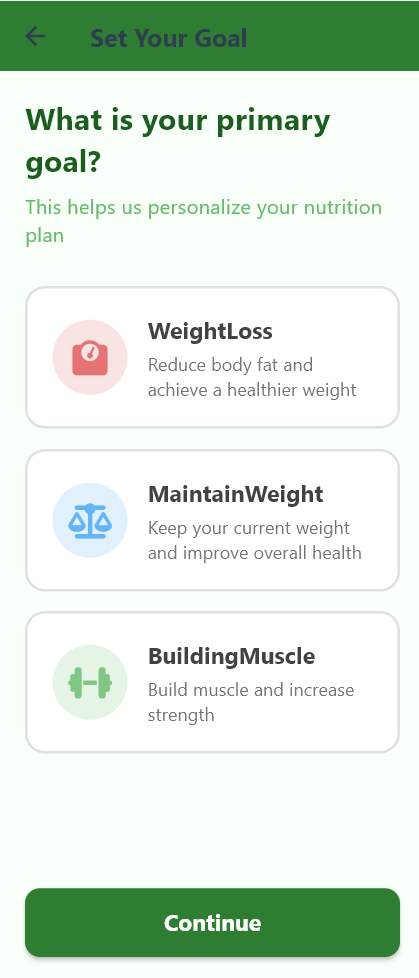 Set Your Goal
What is your primary
goal?
This helps us personalize your nutrition
plan
WeightLoss
Reduce body fat and
achieve a healthier weight
MaintainWeight
Keep your current weight
and improve overall health
BuildingMuscle
Build muscle and increase
strength
Continue